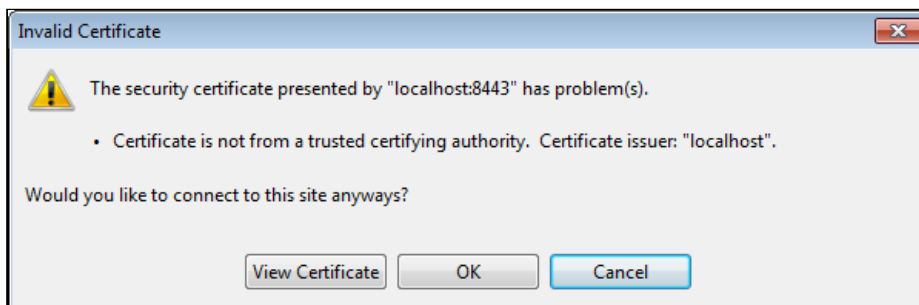 Invalid Certificate
The security certificate presented by "localhost:8443" has problem(s).
• Certificate is not from a trusted certifying authority. Certificate issuer: "localhost".
Would you like to connect to this site anyways?
View Certificate OK Cancel